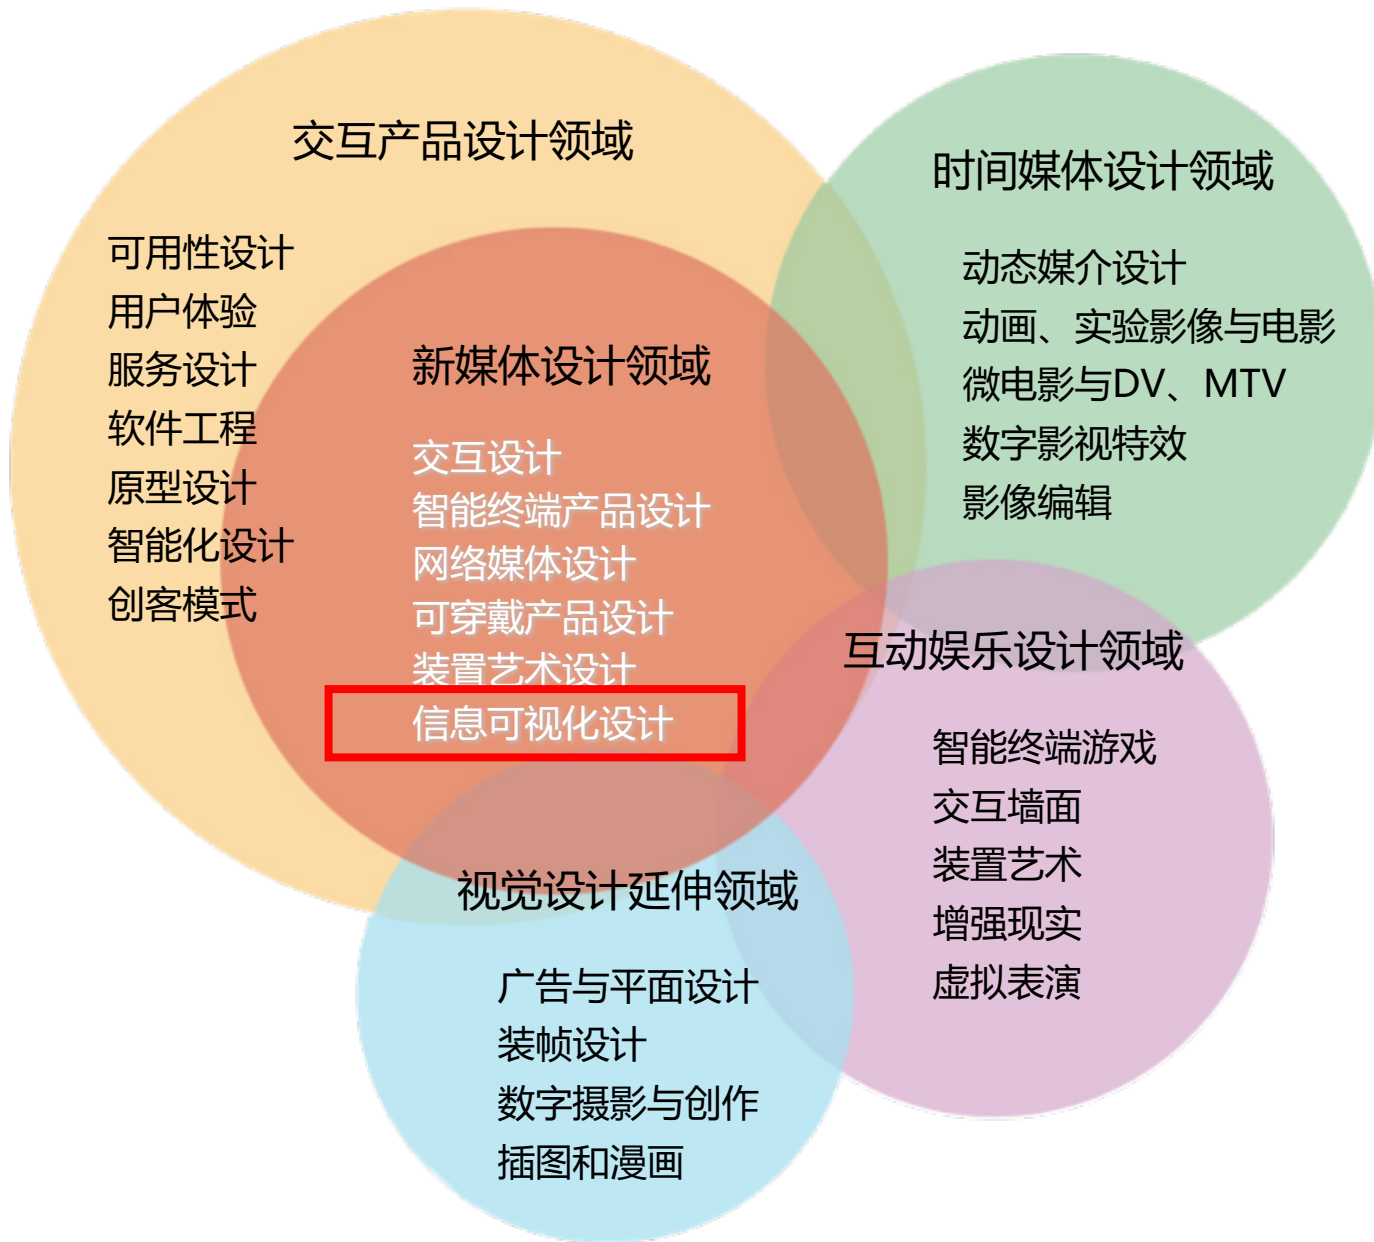 交互产品设计领域
可用性设计
用户体验
服务设计
软件工程
原型设计
智能化设计
创客模式
新媒体设计领域
交互设计
智能终端产品设计
网络媒体设计
可穿戴产品设计
装置艺术设计
信息可视化设计
时间媒体设计领域
动态媒介设计
动画、实验影像与电影
微电影与DV、MTV
数字影视特效
影像编辑
互动娱乐设计领域
智能终端游戏
交互墙面
装置艺术
增强现实
虚拟表演
视觉设计延伸领域
广告与平面设计
装帧设计
数字摄影与创作
插图和漫画